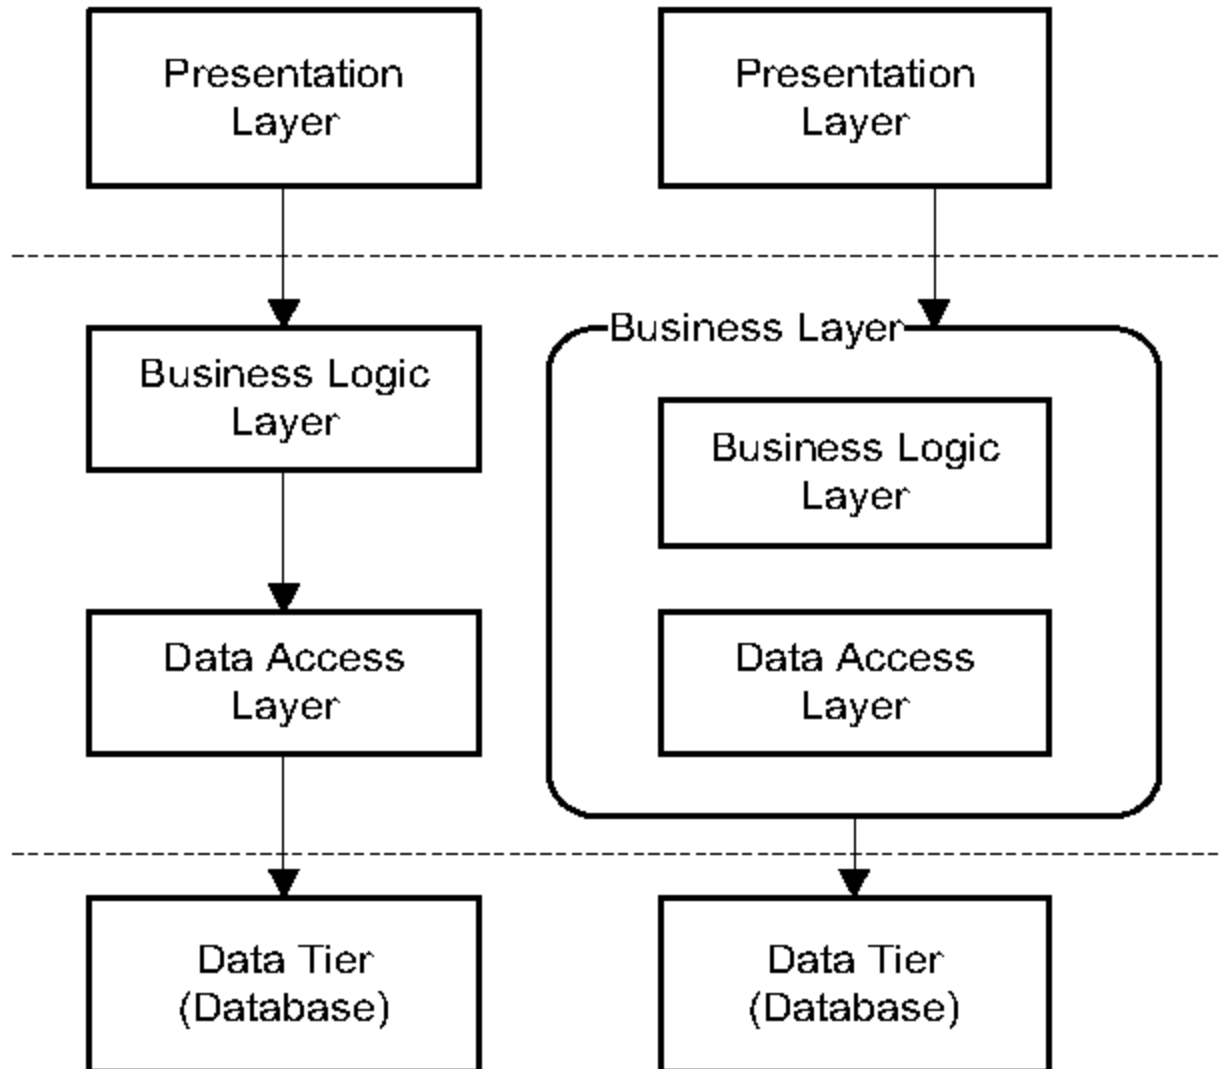 Presentation
Layer
Presentation
Layer
Business Logic
Layer
Business Layer
Business Logic
Layer
Data Access
Layer
Data Access
Layer
Data Tier
(Database)
Data Tier
(Database)